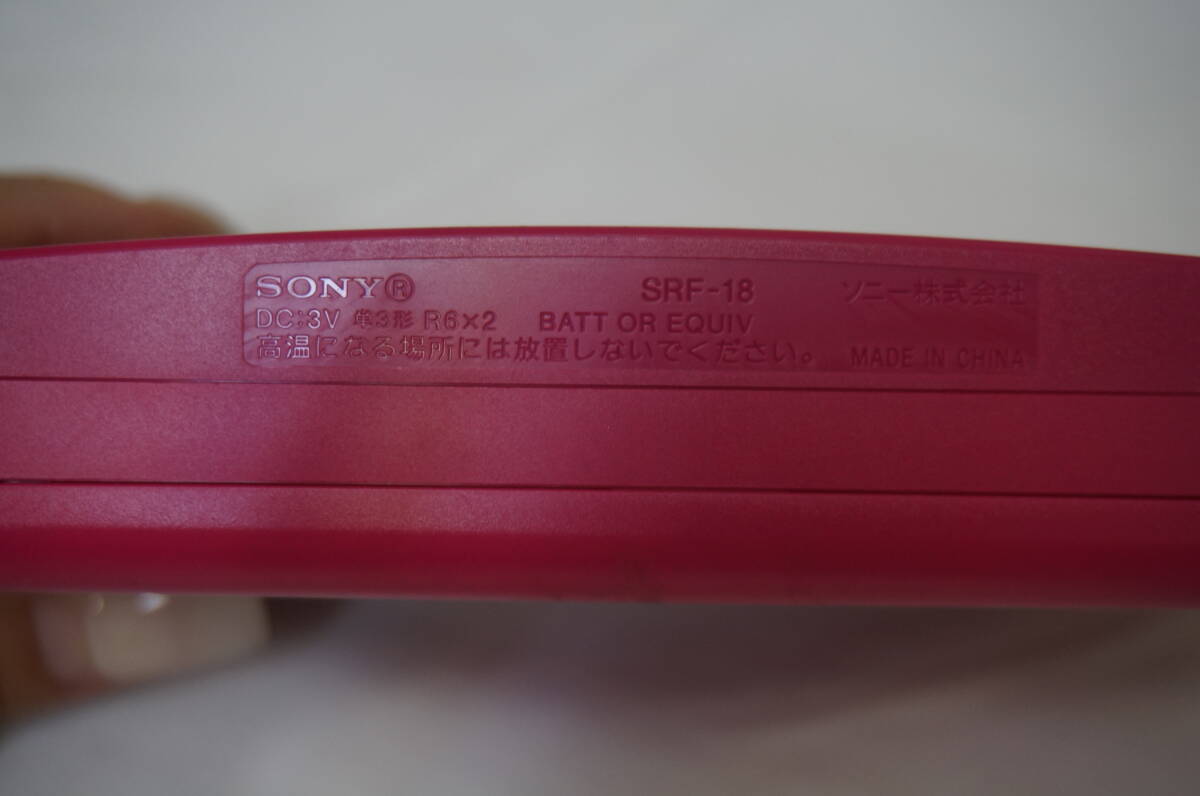 SONY® SRF-18 ソニー株式会社
DC:3V 単3形 R6×2 BATT OR EQUIV
高温になる場所には放置しないでください。 MADE IN CHINA